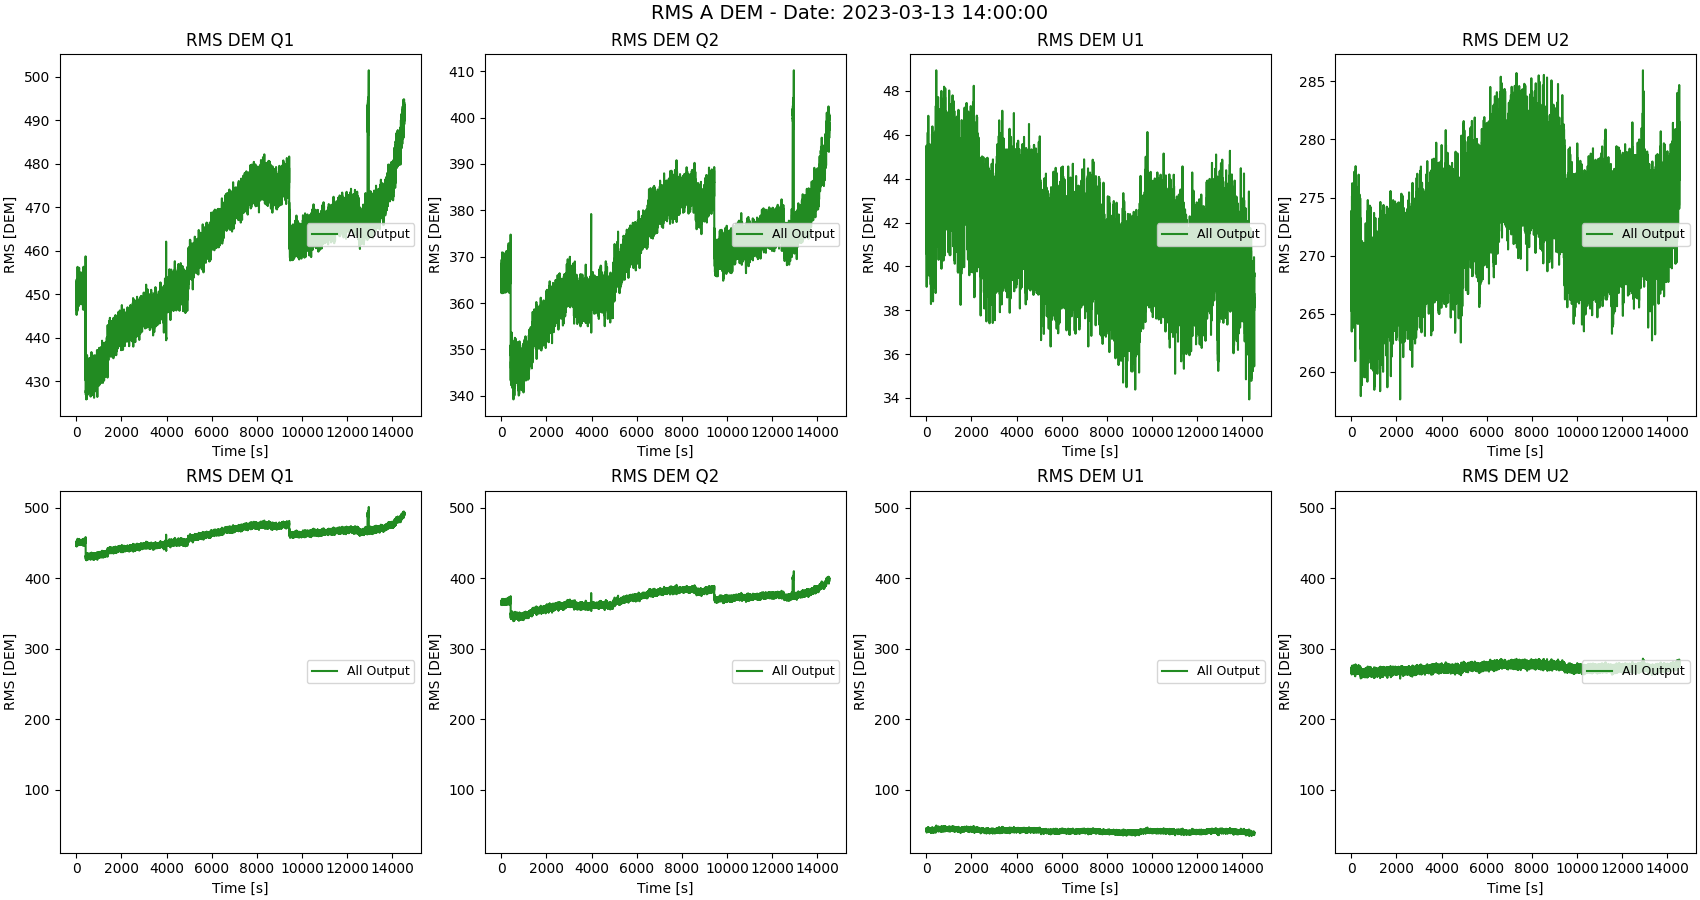 RMS A DEM - Date: 2023-03-13 14:00:00
RMS DEM Q1
RMS [DEM]
500
490
480
470
460
450
440
430
All Output
0 2000 4000 6000 8000 10000 12000 14000
Time [s]
RMS DEM Q2
RMS [DEM]
410
400
390
380
370
360
350
340
All Output
0 2000 4000 6000 8000 10000 12000 14000
Time [s]
RMS DEM U1
RMS [DEM]
48
46
44
42
40
38
36
34
All Output
0 2000 4000 6000 8000 10000 12000 14000
Time [s]
RMS DEM U2
RMS [DEM]
285
280
275
270
265
260
All Output
0 2000 4000 6000 8000 10000 12000 14000
Time [s]
RMS DEM Q1
RMS [DEM]
500
400
300
200
100
All Output
0 2000 4000 6000 8000 10000 12000 14000
Time [s]
RMS DEM Q2
RMS [DEM]
500
400
300
200
100
All Output
0 2000 4000 6000 8000 10000 12000 14000
Time [s]
RMS DEM U1
RMS [DEM]
500
400
300
200
100
All Output
0 2000 4000 6000 8000 10000 12000 14000
Time [s]
RMS DEM U2
RMS [DEM]
500
400
300
200
100
All Output
0 2000 4000 6000 8000 10000 12000 14000
Time [s]